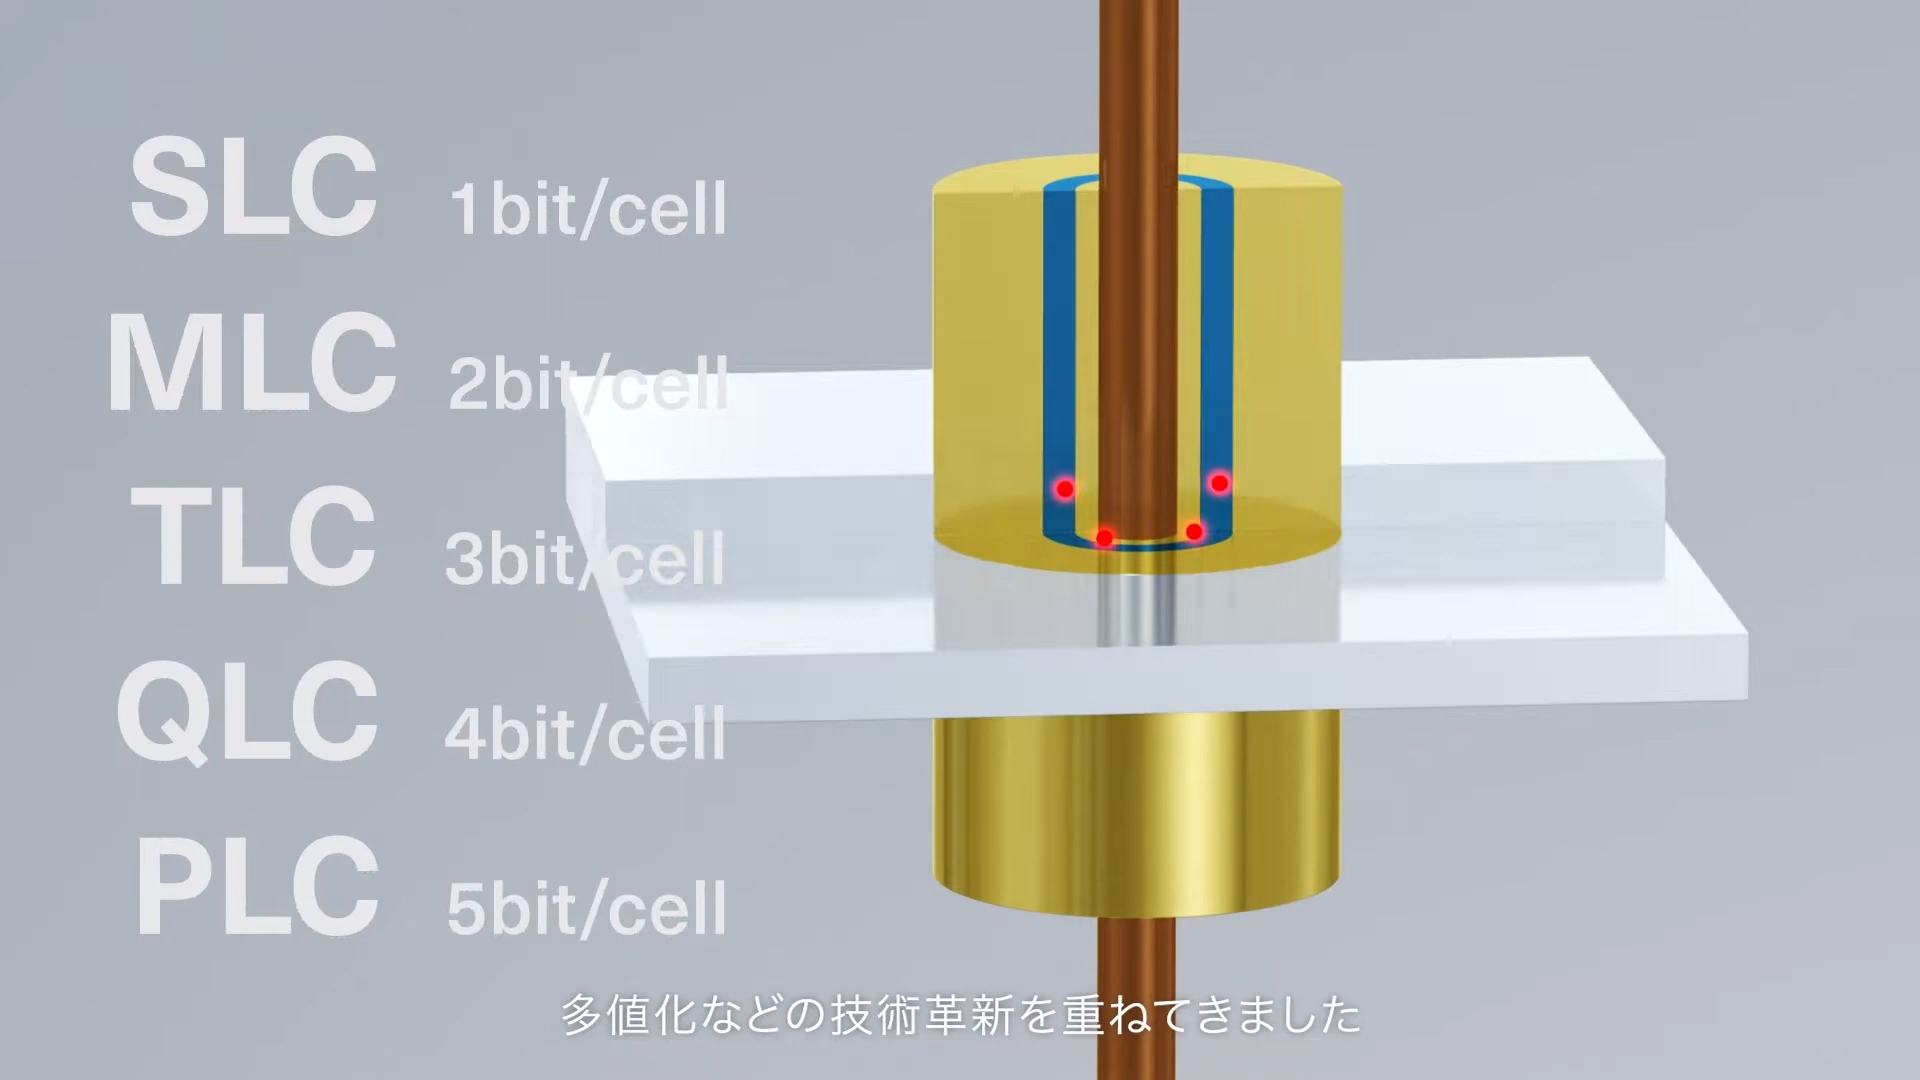 SLC 1bit/cell
MLC 2bit/cell
TLC 3bit/cell
QLC 4bit/cell
PLC 5bit/cell
多値化などの技術革新を重ねてきました